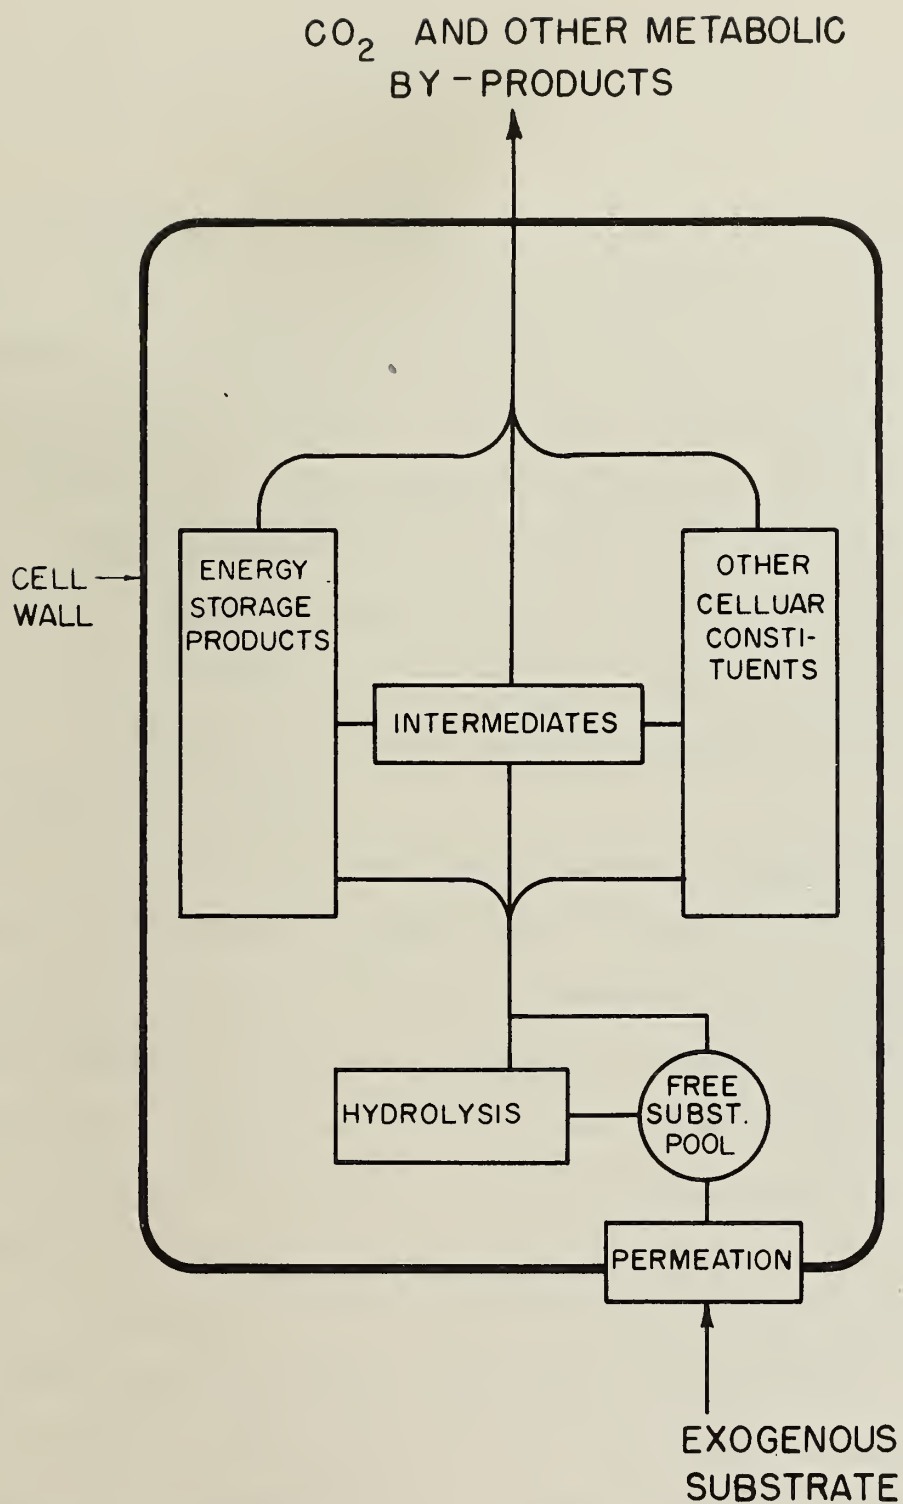 CO2 AND OTHER METABOLIC
BY-PRODUCTS
CELL
WALL
ENERGY
STORAGE
PRODUCTS
OTHER
CELLUAR
CONSTI-
TUENTS
INTERMEDIATES
HYDROLYSIS
FREE
SUBST.
POOL
PERMEATION
EXOGENOUS
SUBSTRATE